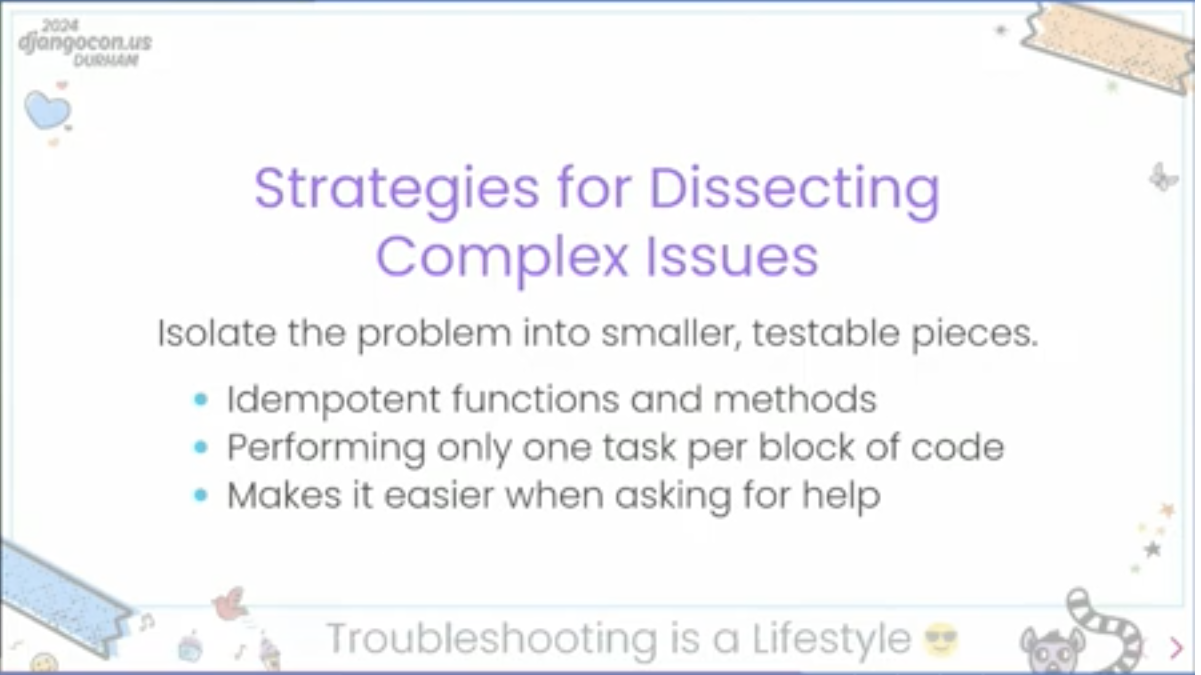 2024
djangocon.us
DURHAM
Strategies for Dissecting
Complex Issues
Isolate the problem into smaller, testable pieces.
Idempotent functions and methods
Performing only one task per block of code
Makes it easier when asking for help
Troubleshooting is a Lifestyle 😎